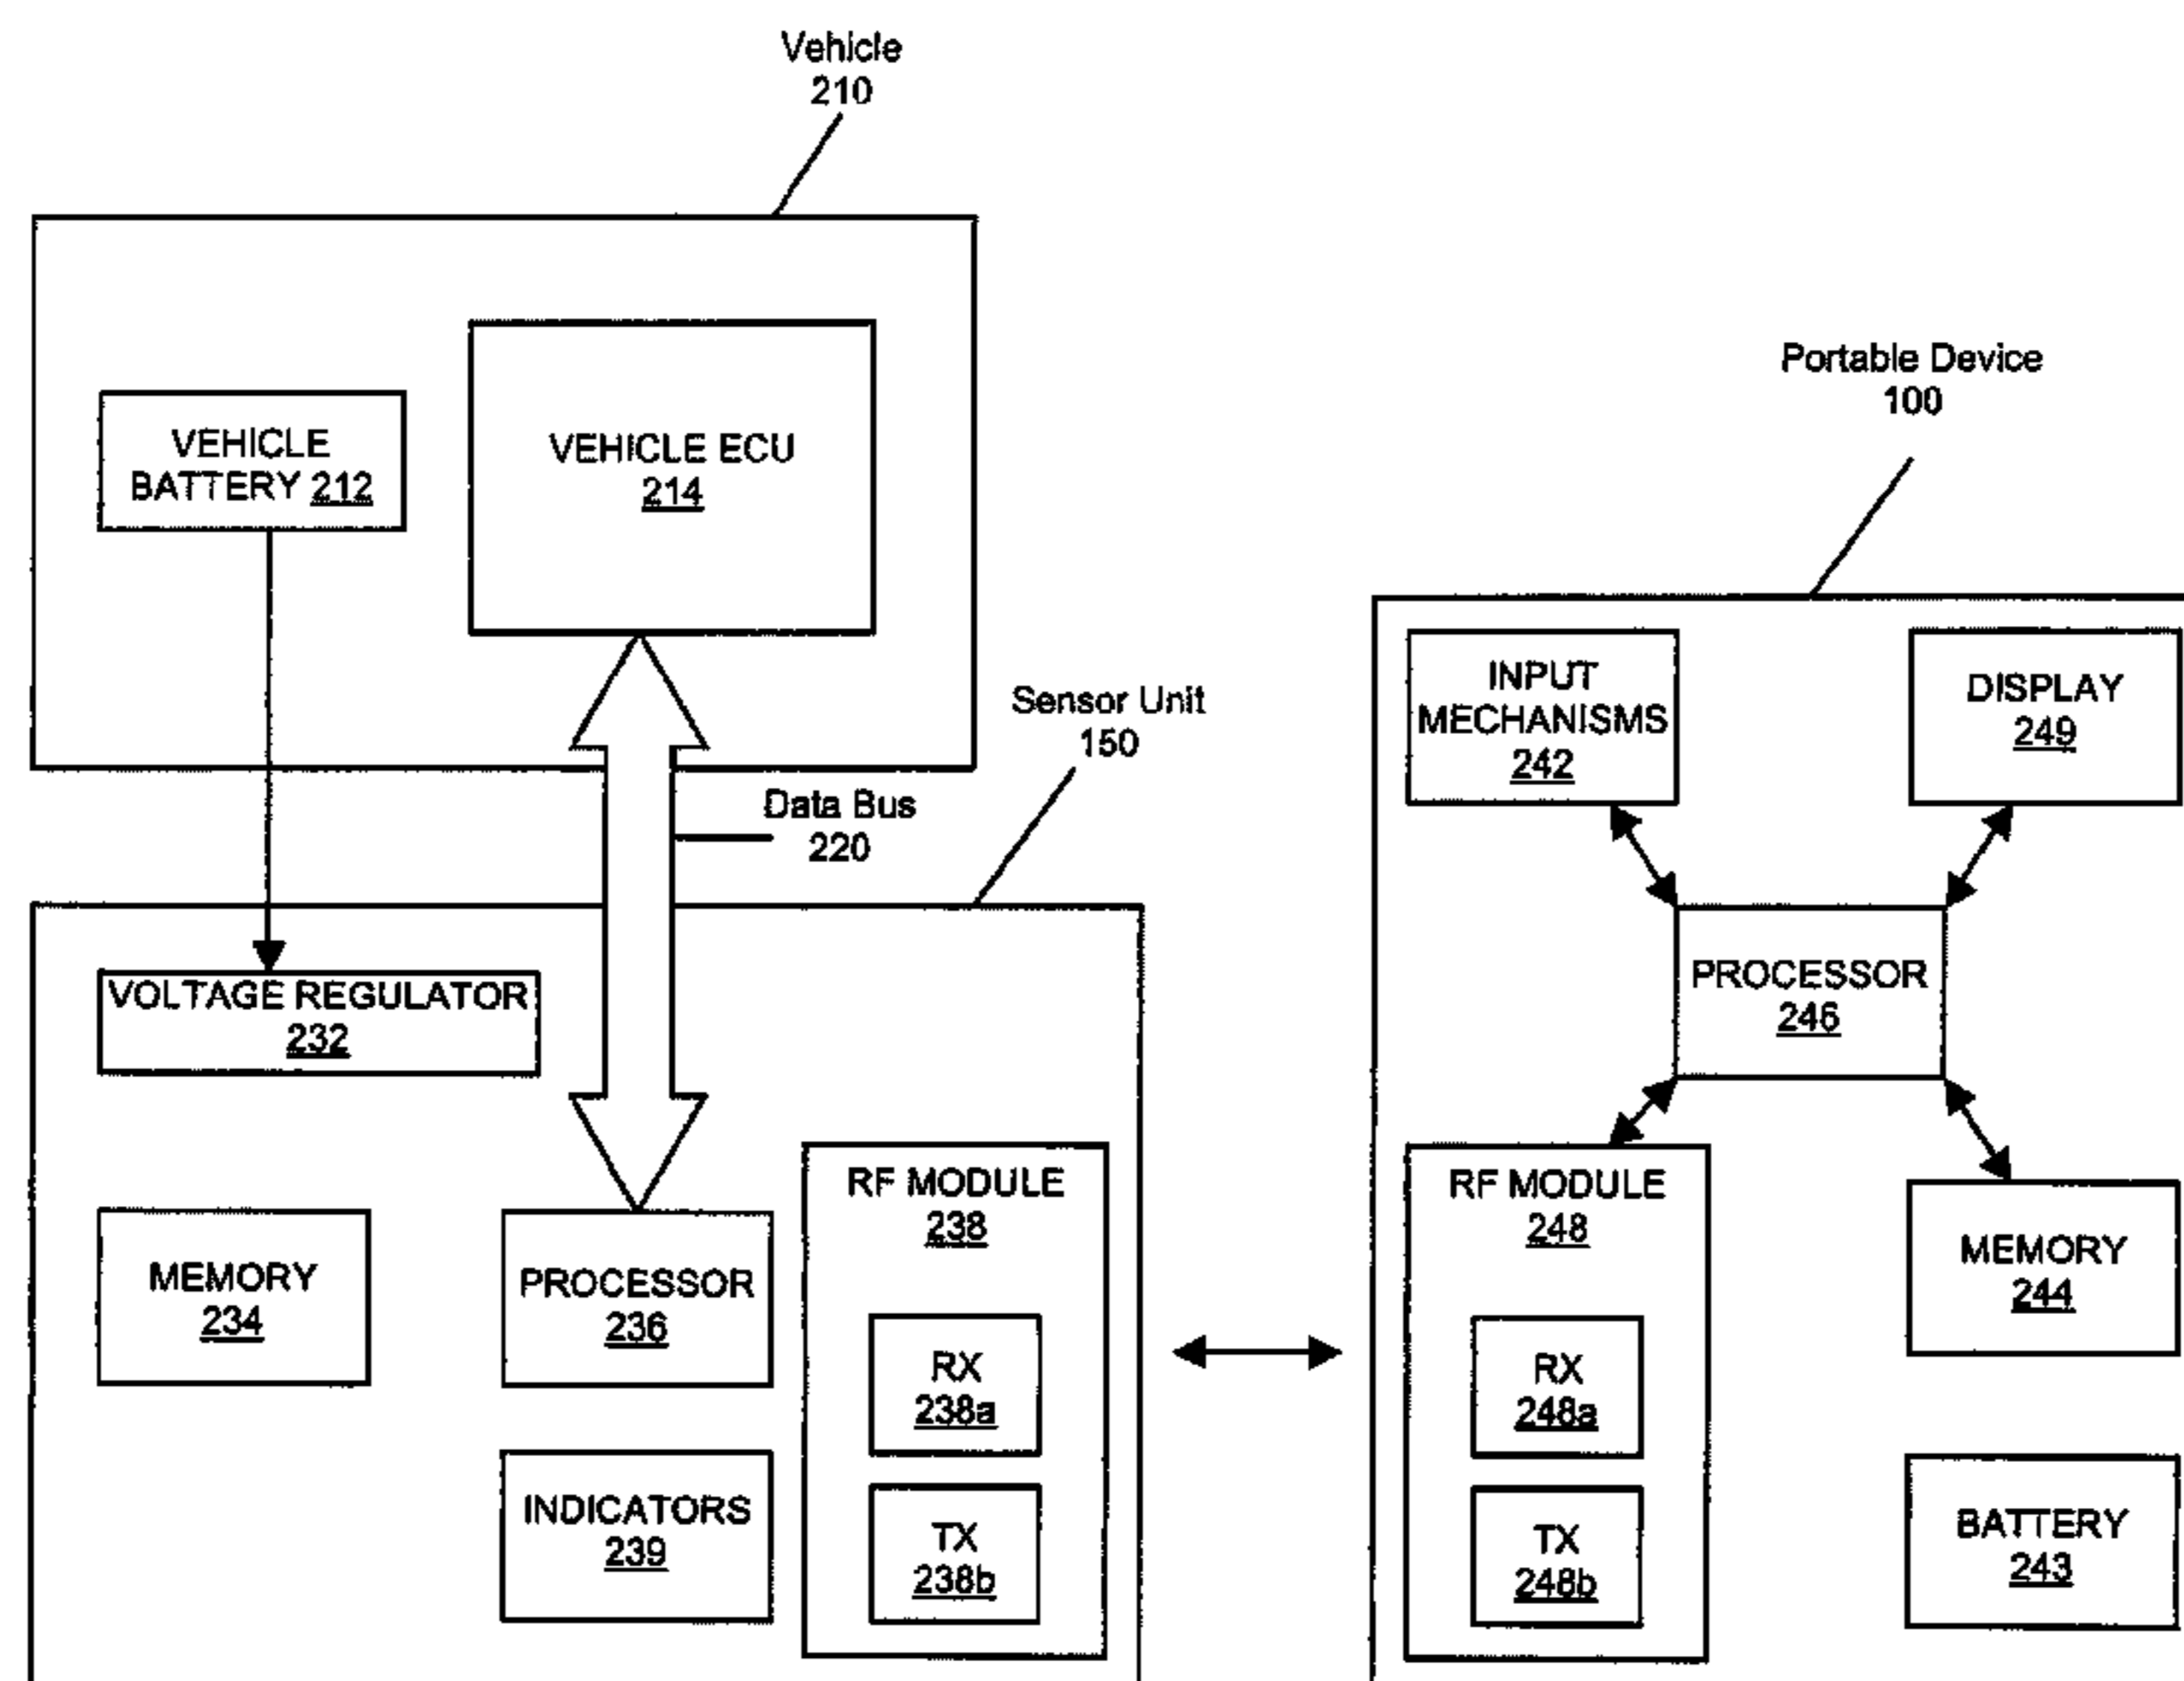 Vehicle
210
VEHICLE
BATTERY 212
VEHICLE ECU
214
Portable Device
100
Sensor Unit
150
Data Bus
220
INPUT
MECHANISMS
242
DISPLAY
249
VOLTAGE REGULATOR
232
PROCESSOR
246
MEMORY
234
PROCESSOR
236
RF MODULE
238
RX
238a
TX
238b
INDICATORS
239
RF MODULE
248
RX
248a
TX
248b
MEMORY
244
BATTERY
243